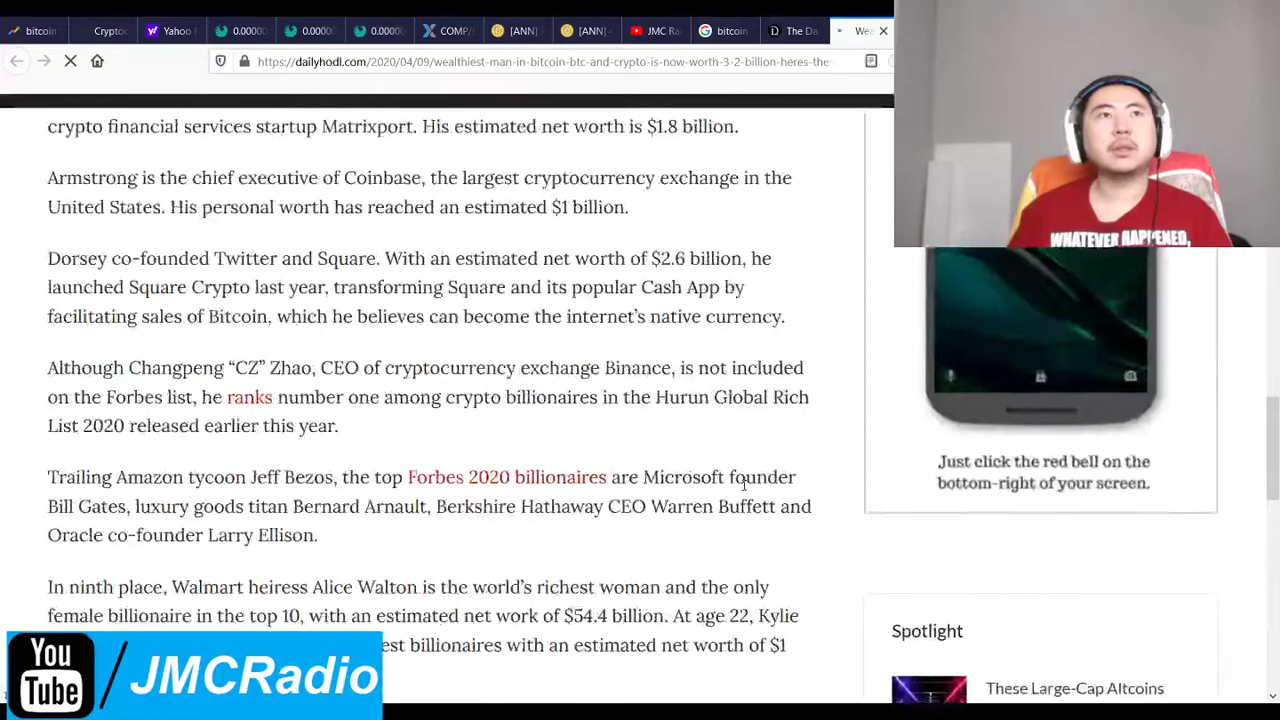 bitcoin
Cryptoc
Yahoo
0.0000
0.0000
0.0000
COMP/
[ANN]
[ANN]
JMC Ra
bitcoin
The Da
Wea
https://dailyhodl.com/2020/04/09/wealthiest-man-in-bitcoin-btc-and-crypto-is-now-worth-3-2-billion-heres-the
crypto financial services startup Matrixport. His estimated net worth is $1.8 billion.
Armstrong is the chief executive of Coinbase, the largest cryptocurrency exchange in the
United States. His personal worth has reached an estimated $1 billion.
Dorsey co-founded Twitter and Square. With an estimated net worth of $2.6 billion, he
launched Square Crypto last year, transforming Square and its popular Cash App by
facilitating sales of Bitcoin, which he believes can become the internet’s native currency.
Although Changpeng “CZ” Zhao, CEO of cryptocurrency exchange Binance, is not included
on the Forbes list, he ranks number one among crypto billionaires in the Hurun Global Rich
List 2020 released earlier this year.
Trailing Amazon tycoon Jeff Bezos, the top Forbes 2020 billionaires are Microsoft founder
Bill Gates, luxury goods titan Bernard Arnault, Berkshire Hathaway CEO Warren Buffett and
Oracle co-founder Larry Ellison.
In ninth place, Walmart heiress Alice Walton is the world’s richest woman and the only
female billionaire in the top 10, with an estimated net work of $54.4 billion. At age 22, Kylie
est billionaires with an estimated net worth of $1
WHATEVER HAPPENED,
Just click the red bell on the
bottom-right of your screen.
Spotlight
These Large-Cap Altcoins
You
Tube
/JMCRadio